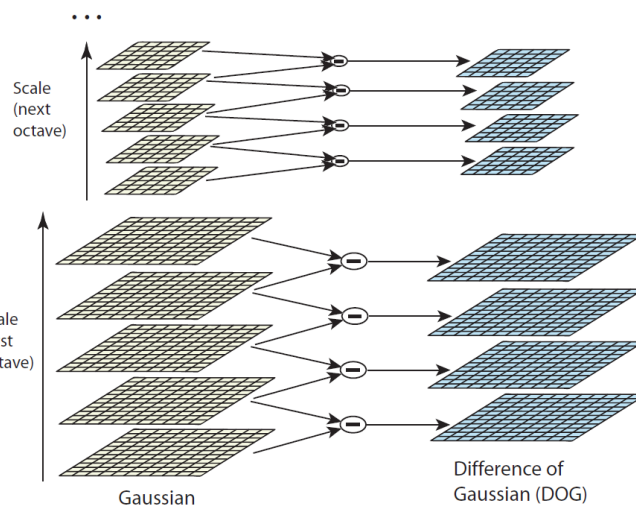 ...
Scale
(next
octave)
ale
st
tave)
Gaussian
Difference of
Gaussian (DOG)